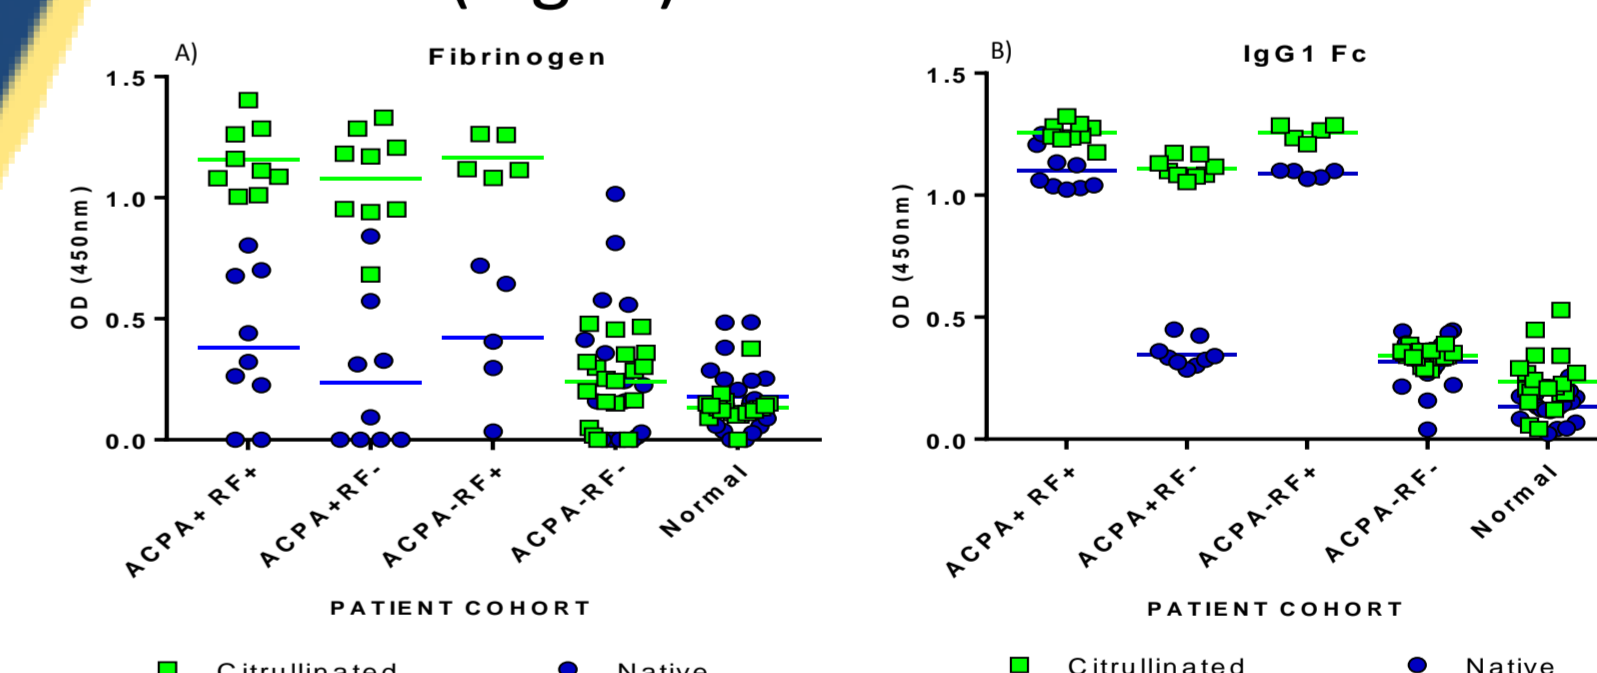 A)
Fibrinogen
1.5
1.0
0.5
0.0
OD (450nm)
ACPA+ RF+
ACPA+RF-
ACPA-RF+
ACPA-RF-
Normal
PATIENT COHORT
Citrullinated
Native
B)
IgG1 Fc
1.5
1.0
0.5
0.0
OD (450nm)
ACPA+ RF+
ACPA+RF-
ACPA-RF+
ACPA-RF-
Normal
PATIENT COHORT
Citrullinated
Native